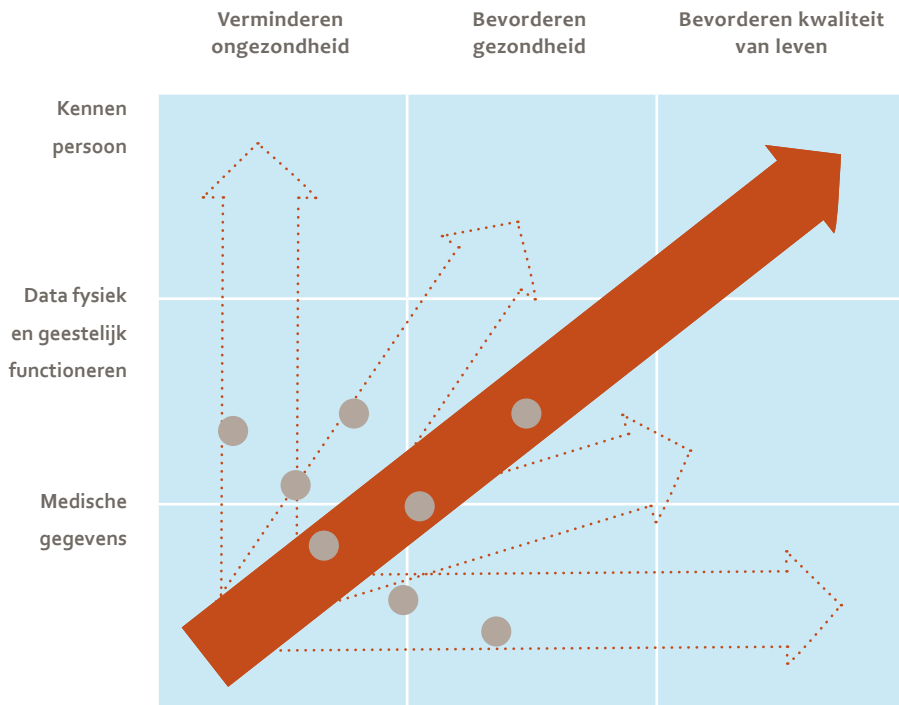 Verminderen
ongezondheid
Bevorderen
gezondheid
Bevorderen kwaliteit
van leven
Kennen
persoon
Data fysiek
en geestelijk
functioneren
Medische
gegevens